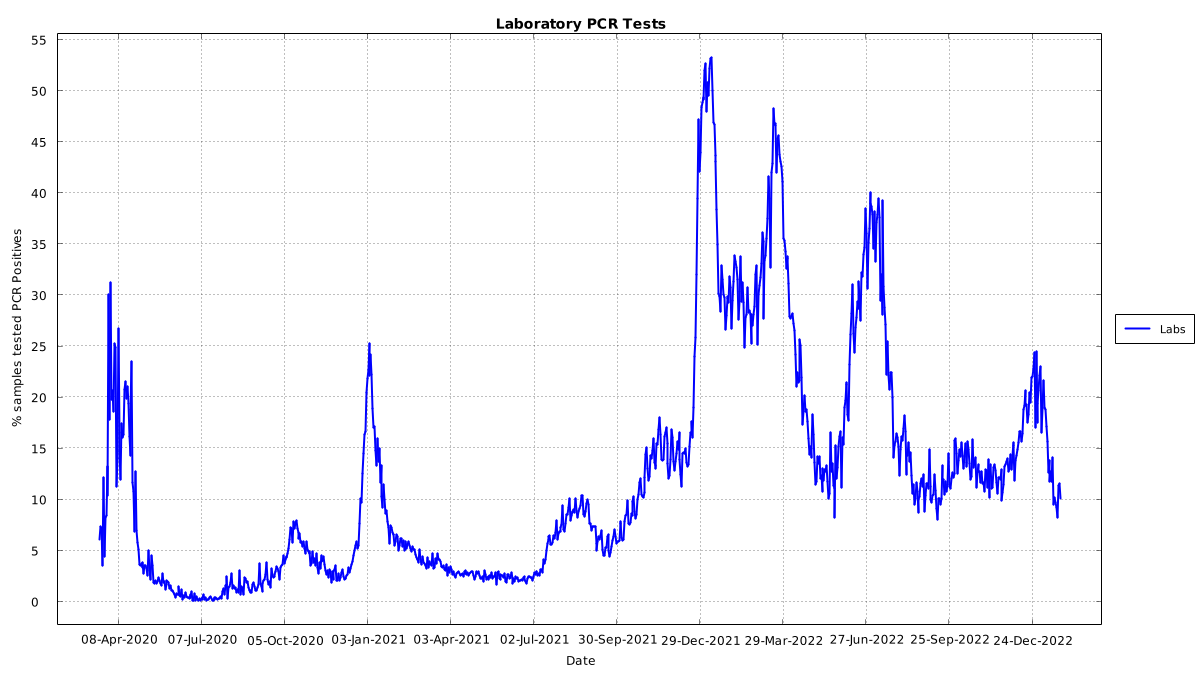 Laboratory PCR Tests
% samples tested PCR Positives
55
50
45
40
35
30
25
20
15
10
5
0
08-Apr-2020 07-Jul-2020 05-Oct-2020 03-Jan-2021 03-Apr-2021 02-Jul-2021 30-Sep-2021 29-Dec-2021 29-Mar-2022 27-Jun-2022 25-Sep-2022 24-Dec-2022
Date
Labs